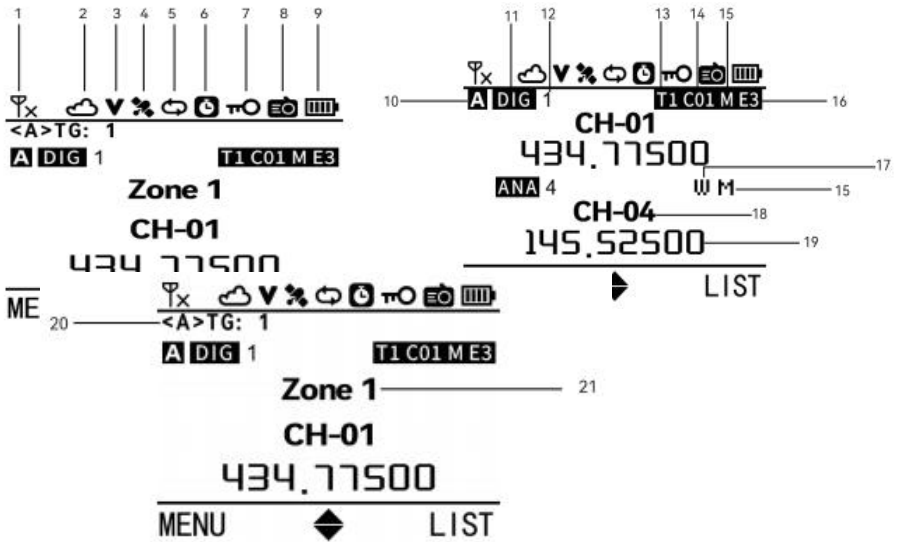 1 2 3 4 5 6 7 8 9
<A>TG: 1
A DIG 1 T1 C01 M E3
Zone 1
CH-01
434.77500
ME
11 12 13 14 15
10
A DIG 1 T1 C01 M E3
16
CH-01
434.77500
17
ANA 4 W M
15
CH-04
18
145.52500
19
LIST
20
<A>TG: 1
A DIG 1 T1 C01 M E3
Zone 1
21
CH-01
434.77500
MENU LIST